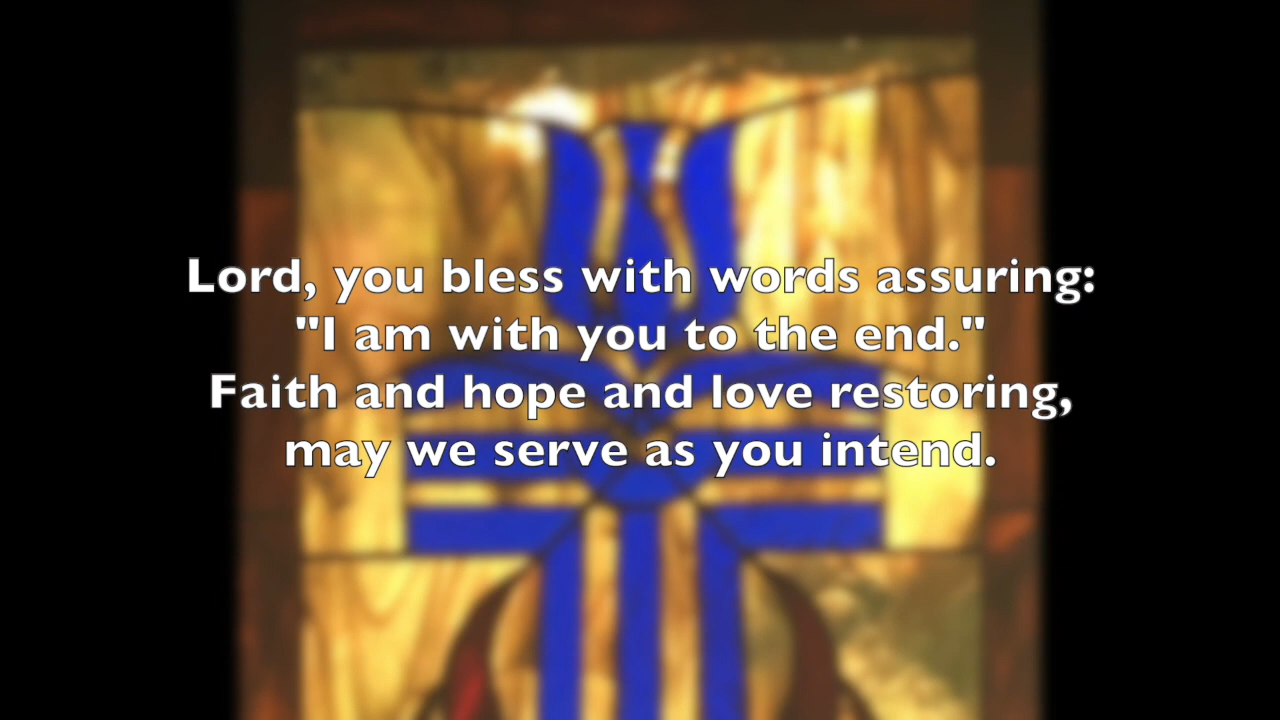 Lord, you bless with words assuring:
"I am with you to the end."
Faith and hope and love restoring,
may we serve as you intend.